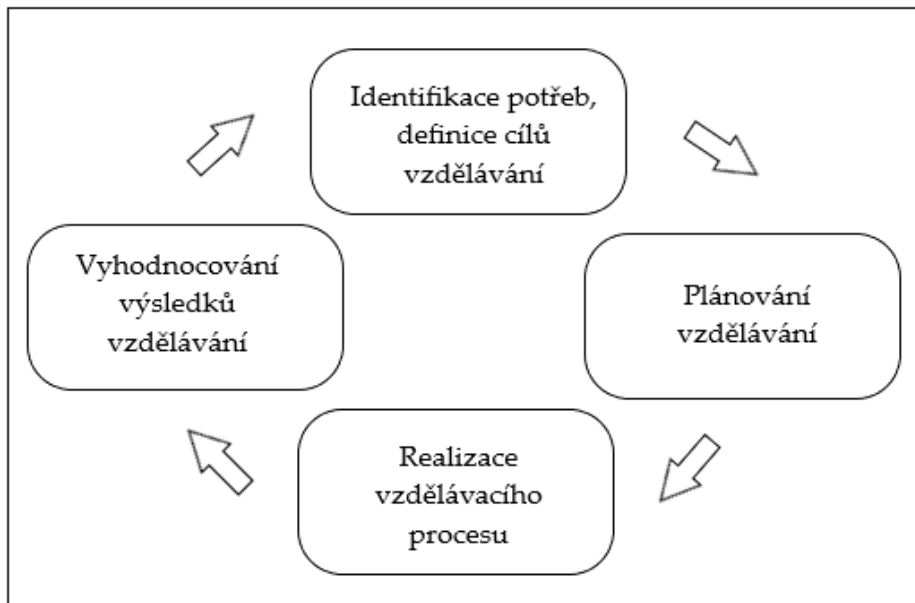 Identifikace potřeb,
definice cílů
vzdělávání
Vyhodnocování
výsledků
vzdělávání
Plánování
vzdělávání
Realizace
vzdělávacího
procesu